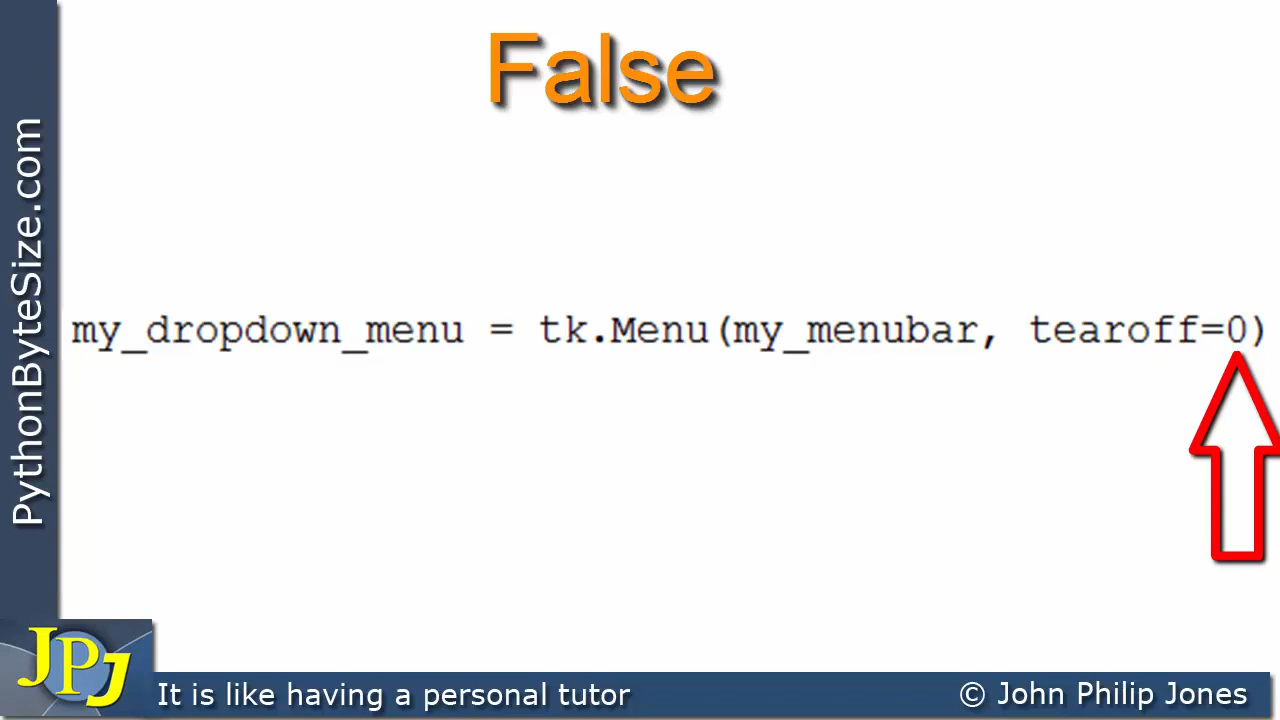 False
PythonByteSize.com
my_dropdown_menu = tk.Menu(my_menubar, tearoff=0)
JPJ
It is like having a personal tutor
© John Philip Jones